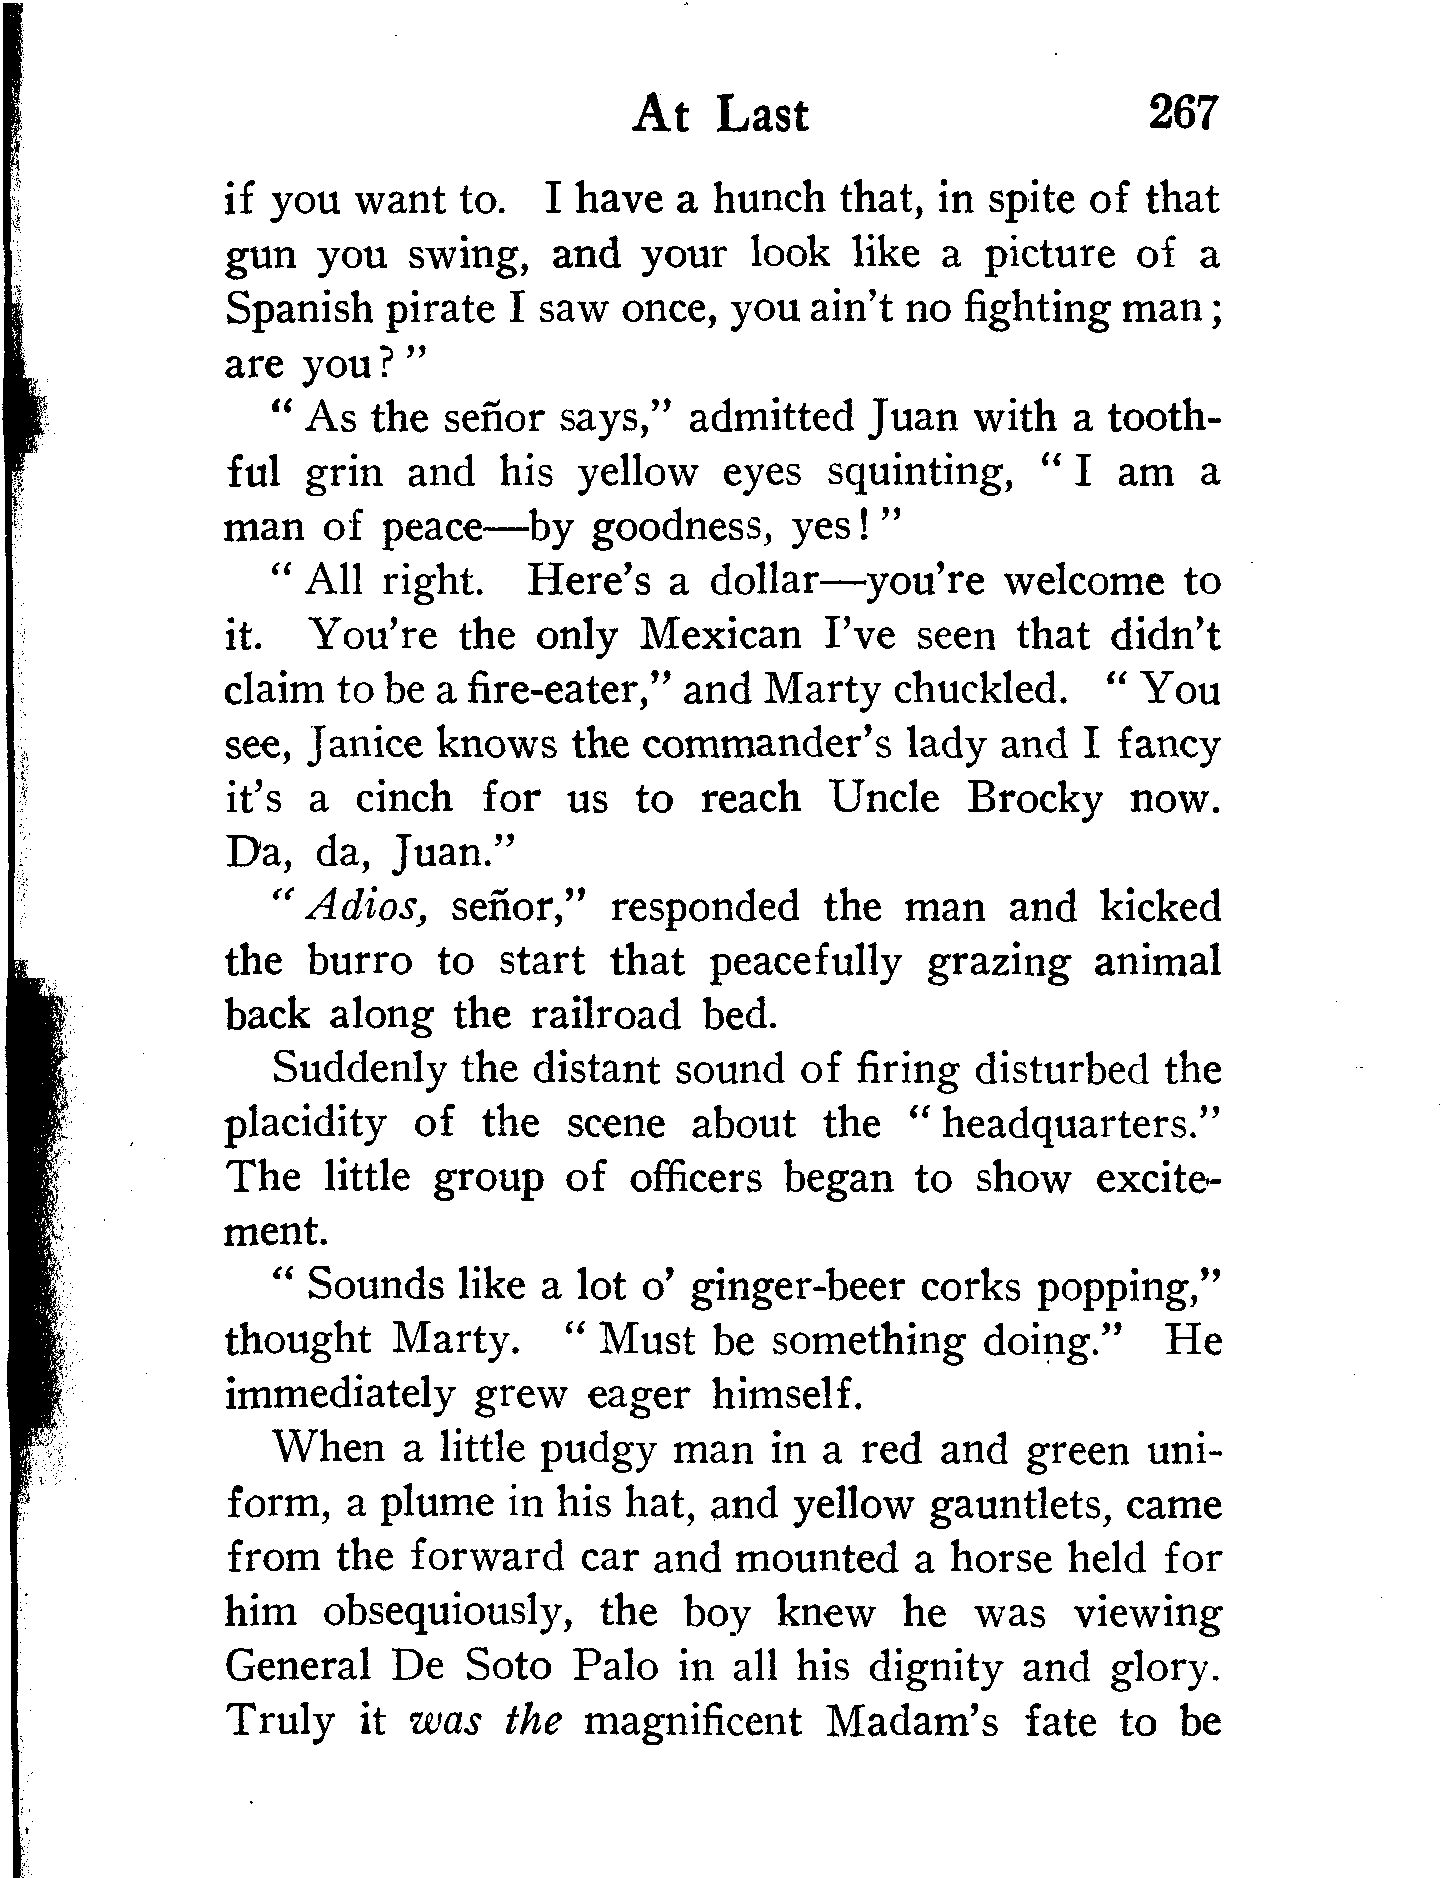 At Last 267
if you want to. I have a hunch that, in spite of that
gun you swing, and your look like a picture of a
Spanish pirate I saw once, you ain't no fighting man;
are you?"
"As the señor says," admitted Juan with a tooth-
ful grin and his yellow eyes squinting, "I am a
man of peace—by goodness, yes!"
"All right. Here's a dollar—you're welcome to
it. You're the only Mexican I've seen that didn't
claim to be a fire-eater," and Marty chuckled. "You
see, Janice knows the commander's lady and I fancy
it's a cinch for us to reach Uncle Brocky now.
Da, da, Juan."
"Adios, señor," responded the man and kicked
the burro to start that peacefully grazing animal
back along the railroad bed.
Suddenly the distant sound of firing disturbed the
placidity of the scene about the "headquarters."
The little group of officers began to show excite-
ment.
"Sounds like a lot o' ginger-beer corks popping,"
thought Marty. "Must be something doing." He
immediately grew eager himself.
When a little pudgy man in a red and green uni-
form, a plume in his hat, and yellow gauntlets, came
from the forward car and mounted a horse held for
him obsequiously, the boy knew he was viewing
General De Soto Palo in all his dignity and glory.
Truly it was the magnificent Madam's fate to be